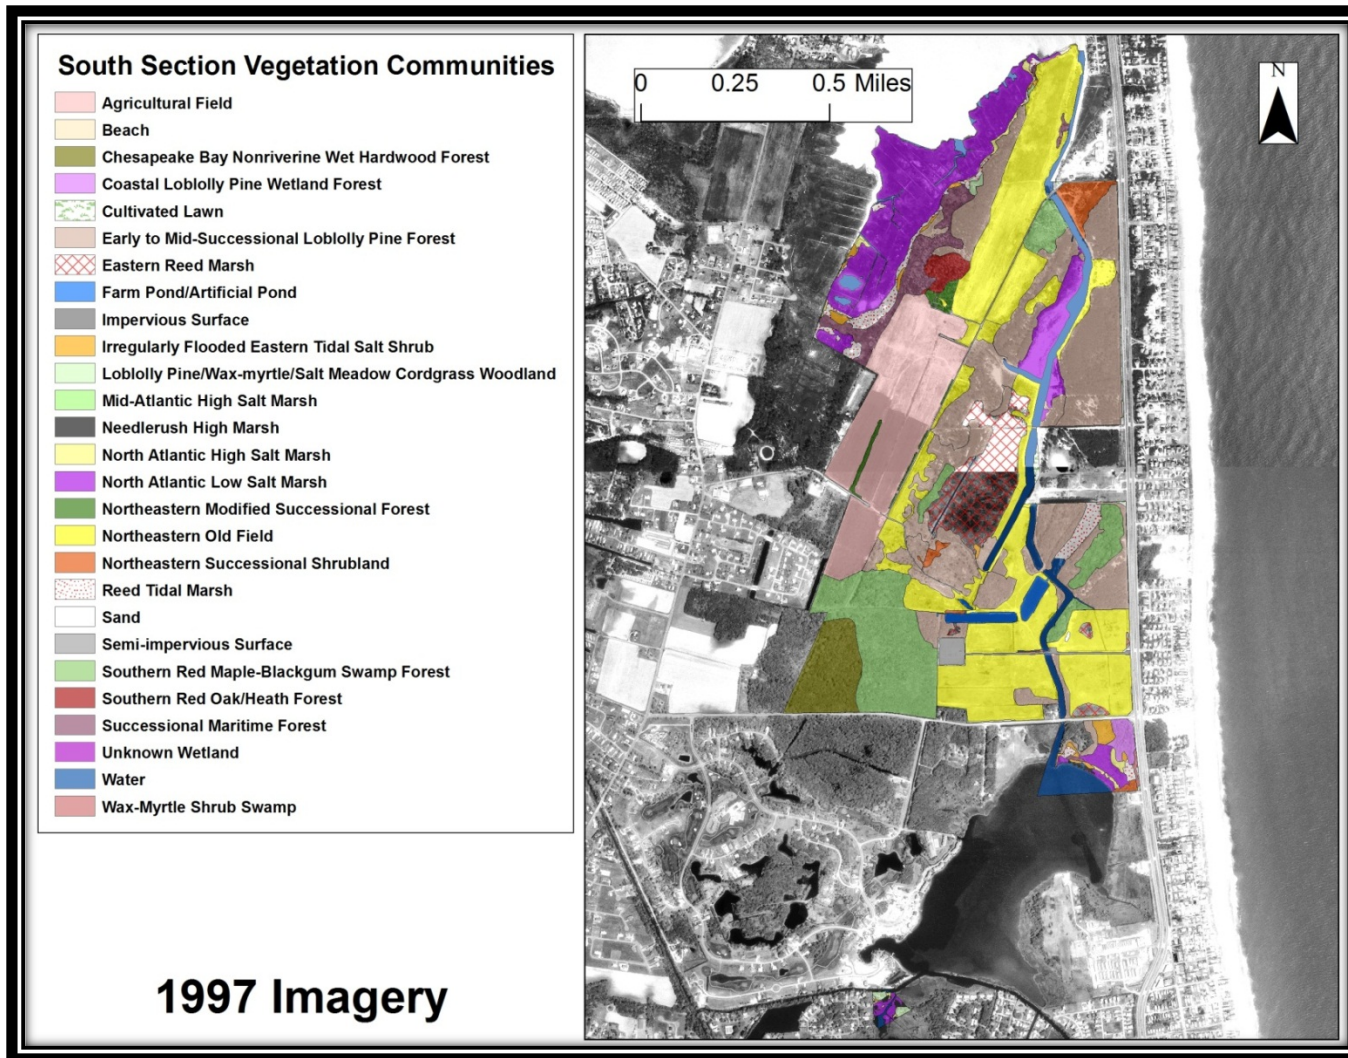 South Section Vegetation Communities
Agricultural Field
Beach
Chesapeake Bay Nonriverine Wet Hardwood Forest
Coastal Loblolly Pine Wetland Forest
Cultivated Lawn
Early to Mid-Successional Loblolly Pine Forest
Eastern Reed Marsh
Farm Pond/Artificial Pond
Impervious Surface
Irregularly Flooded Eastern Tidal Salt Shrub
Loblolly Pine/Wax-myrtle/Salt Meadow Cordgrass Woodland
Mid-Atlantic High Salt Marsh
Needlerush High Marsh
North Atlantic High Salt Marsh
North Atlantic Low Salt Marsh
Northeastern Modified Successional Forest
Northeastern Old Field
Northeastern Successional Shrubland
Reed Tidal Marsh
Sand
Semi-impervious Surface
Southern Red Maple-Blackgum Swamp Forest
Southern Red Oak/Heath Forest
Successional Maritime Forest
Unknown Wetland
Water
Wax-Myrtle Shrub Swamp
1997 Imagery
0 0.25 0.5 Miles
N